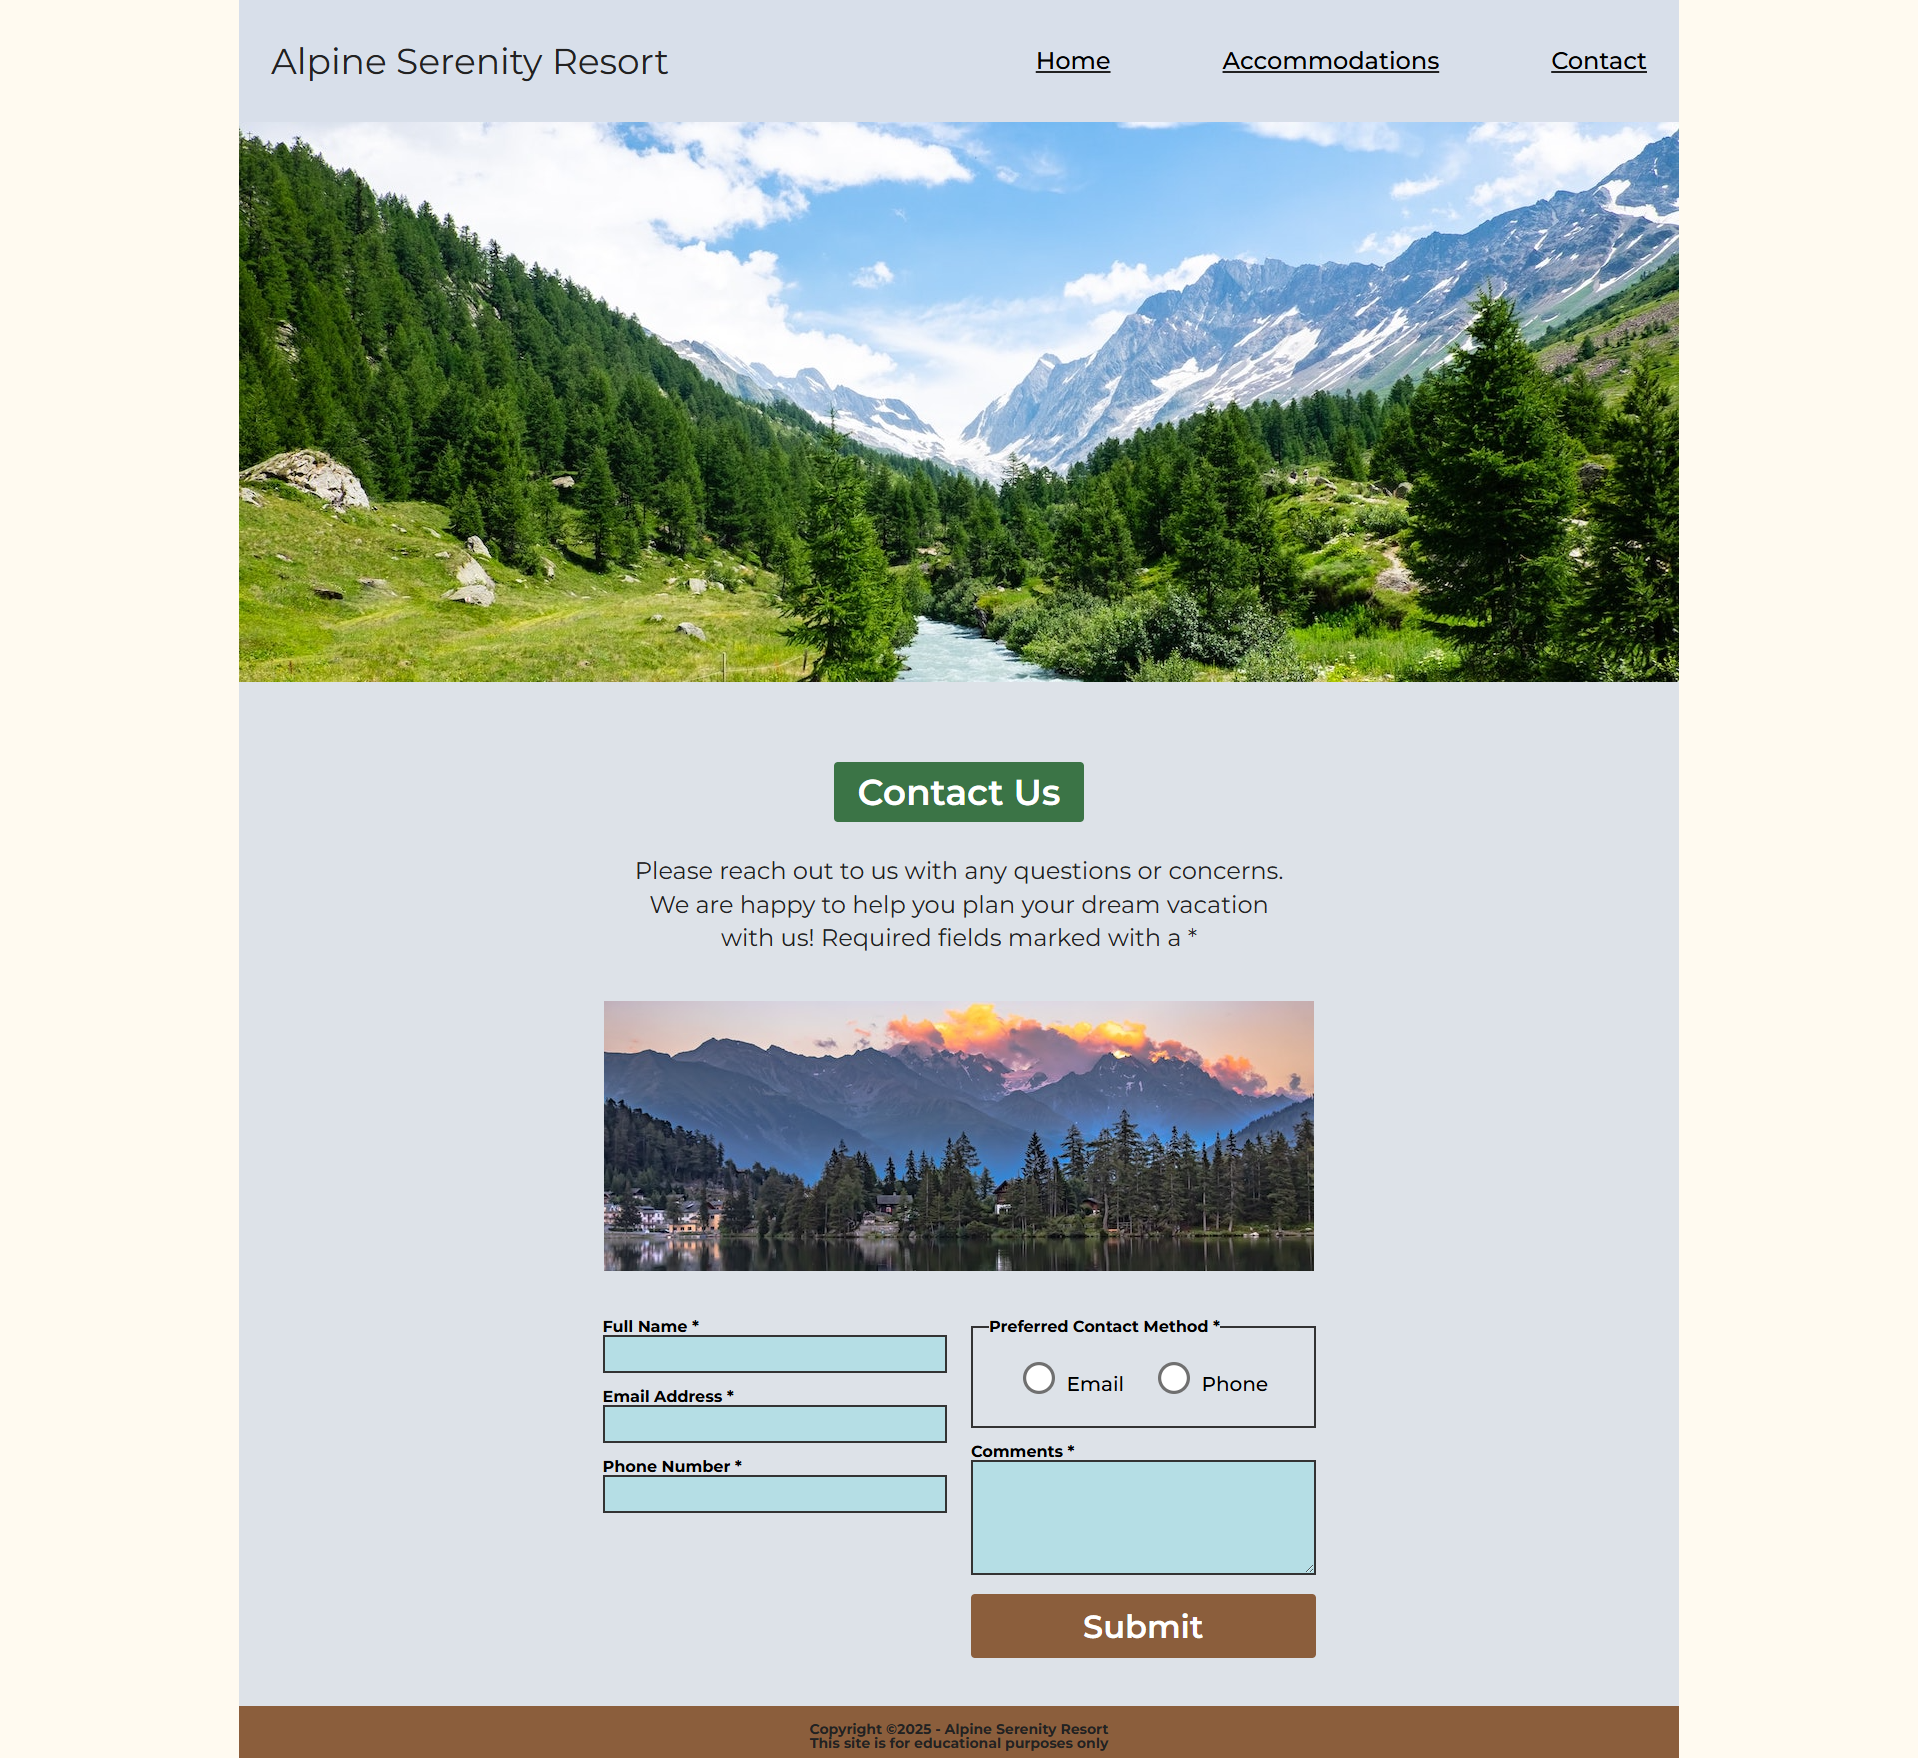 Alpine Serenity Resort
Home
Accommodations
Contact
Contact Us
Please reach out to us with any questions or concerns.
We are happy to help you plan your dream vacation
with us! Required fields marked with a *
Full Name *
Email Address *
Phone Number *
Preferred Contact Method *
Email
Phone
Comments *
Submit
Copyright ©2025 - Alpine Serenity Resort
This site is for educational purposes only